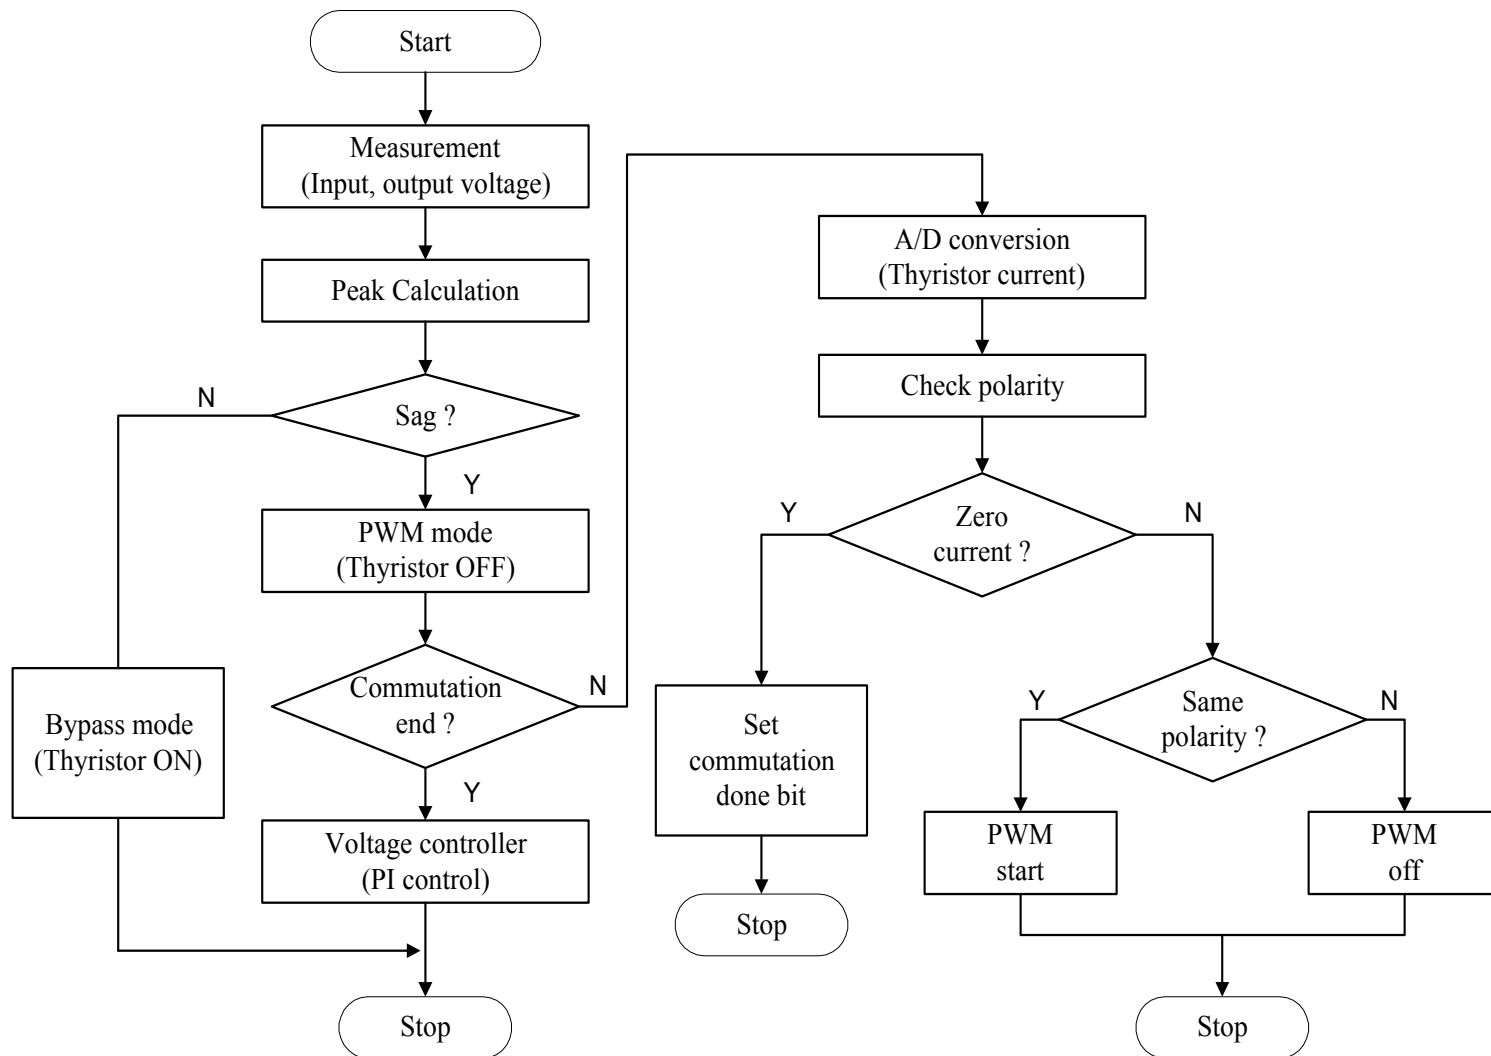 Start
Measurement
(Input, output voltage)
Peak Calculation
Sag ?
N
Y
PWM mode
(Thyristor OFF)
Commutation
end ?
N
Y
Bypass mode
(Thyristor ON)
Voltage controller
(PI control)
Stop
A/D conversion
(Thyristor current)
Check polarity
Zero
current ?
Y
N
Set
commutation
done bit
Stop
Same
polarity ?
Y
N
PWM
start
PWM
off
Stop